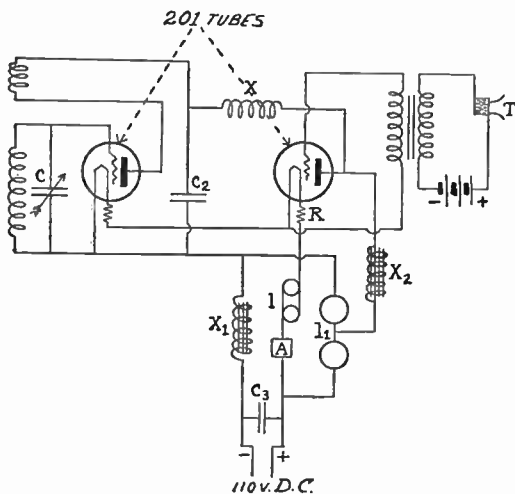 201 TUBES
X
C
C2
R
T
- +
X2
X1
l
l1
A
C3
- +
110 V. D.C.